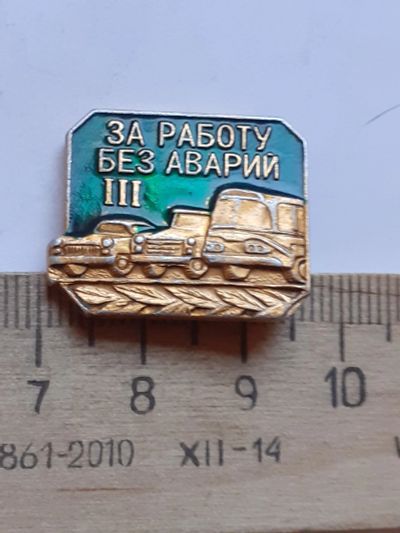 ЗА РАБОТУ
БЕЗ АВАРИЙ
III
7 8 9 10
861-2010 XII-14